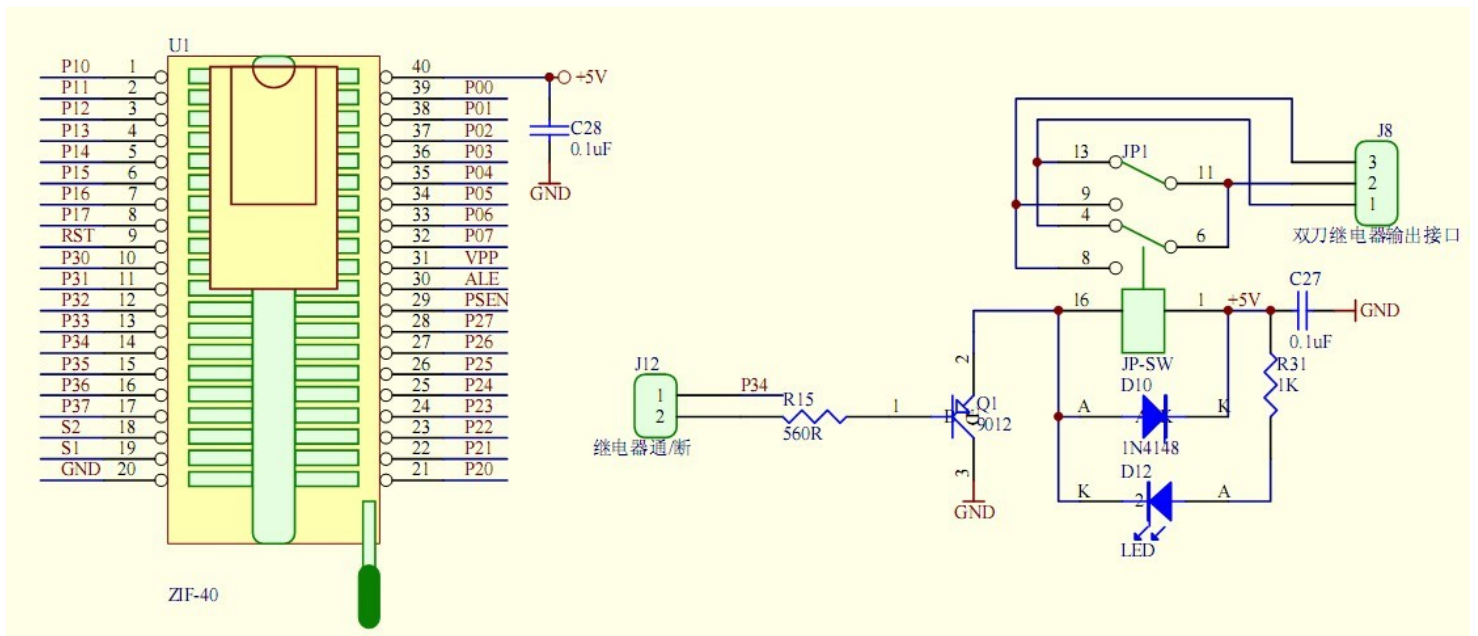 U1
P10 1 40 +5V
P11 2 39 P00
P12 3 38 P01
P13 4 37 P02
P14 5 36 P03
P15 6 35 P04
P16 7 34 P05
P17 8 33 P06
RST 9 32 P07
P30 10 31 VPP
P31 11 30 ALE
P32 12 29 PSEN
P33 13 28 P27
P34 14 27 P26
P35 15 26 P25
P36 16 25 P24
P37 17 24 P23
S2 18 23 P22
S1 19 22 P21
GND 20 21 P20
ZIF-40
C28
0.1uF
GND
J8
13 JP1
11
3
2
1
9
4
6
8
双刀继电器输出接口
C27
16 1 +5V
GND
0.1uF
JP-SW
R31
1K
J12
1 P34
2
R15
560R
1
继电器通/断
2
Q1
9012
3
GND
D10
A K
1N4148
D12
K 2 A
LED